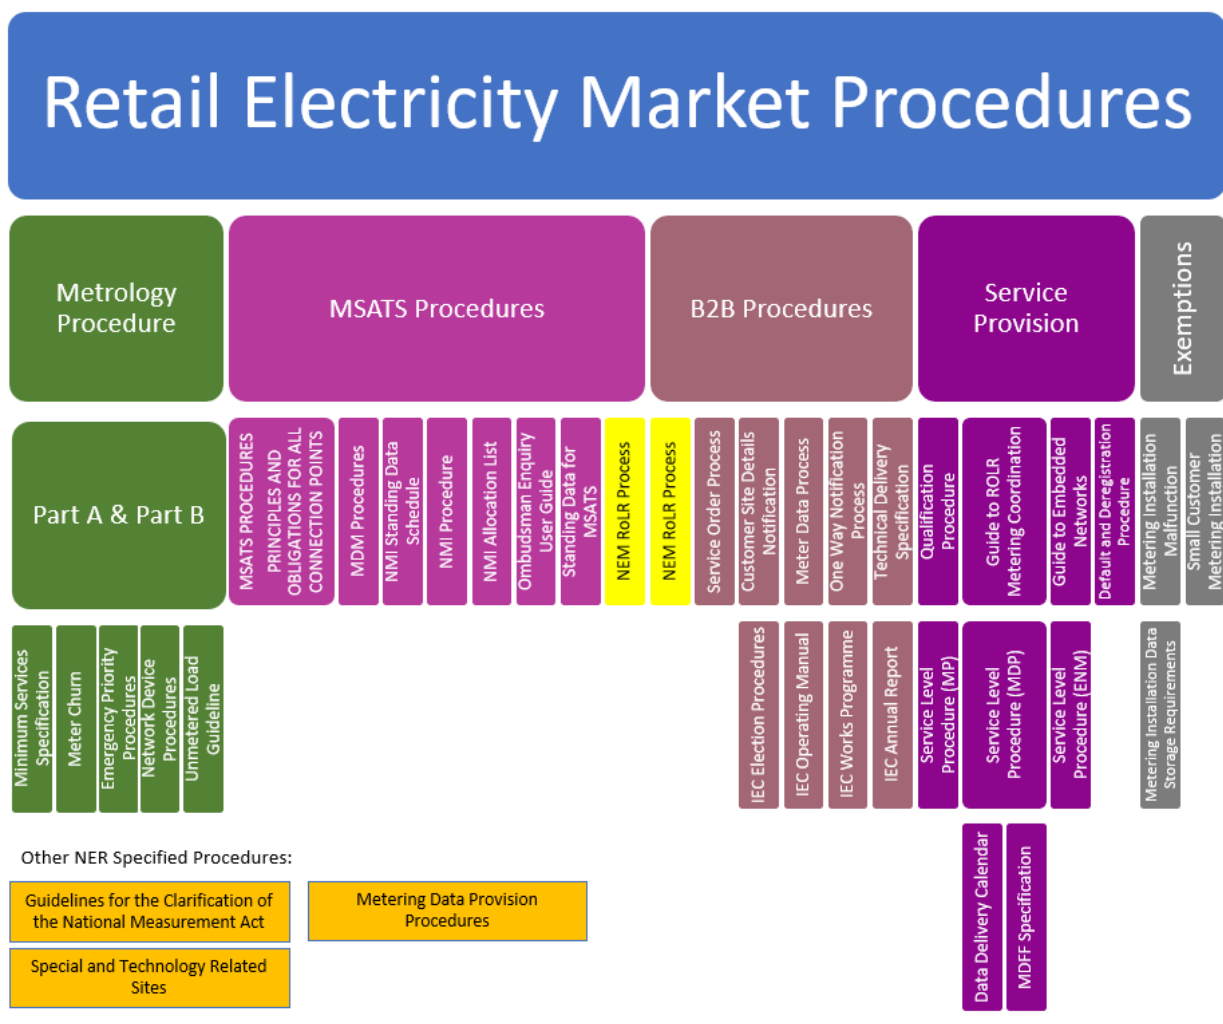 Retail Electricity Market Procedures
Metrology
Procedure
MSATS Procedures
B2B Procedures
Service
Provision
Exemptions
Part A & Part B
MSATS PROCEDURES
PRINCIPLES AND
OBLIGATIONS FOR ALL
CONNECTION POINTS
MDM Procedures
NMI Standing Data
Schedule
NMI Procedure
NMI Allocation List
Ombudsman Enquiry
User Guide
Standing Data for
MSATS
NEM RoLR Process
NEM RoLR Process
Service Order Process
Customer Site Details
Notification
Meter Data Process
One Way Notification
Process
Technical Delivery
Specification
Qualification
Procedure
Guide to ROLR
Metering Coordination
Guide to Embedded
Networks
Default and Deregistration
Procedure
Metering Installation
Malfunction
Small Customer
Metering Installation
Minimum Services
Specification
Meter Churn
Emergency Priority
Procedures
Network Device
Procedures
Unmetered Load
Guideline
IEC Election Procedures
IEC Operating Manual
IEC Works Programme
IEC Annual Report
Service Level
Procedure (MP)
Service Level
Procedure (MDP)
Service Level
Procedure (ENM)
Metering Installation Data
Storage Requirements
Data Delivery Calendar
MDFF Specification
Other NER Specified Procedures:
Guidelines for the Clarification of
the National Measurement Act
Metering Data Provision
Procedures
Special and Technology Related
Sites